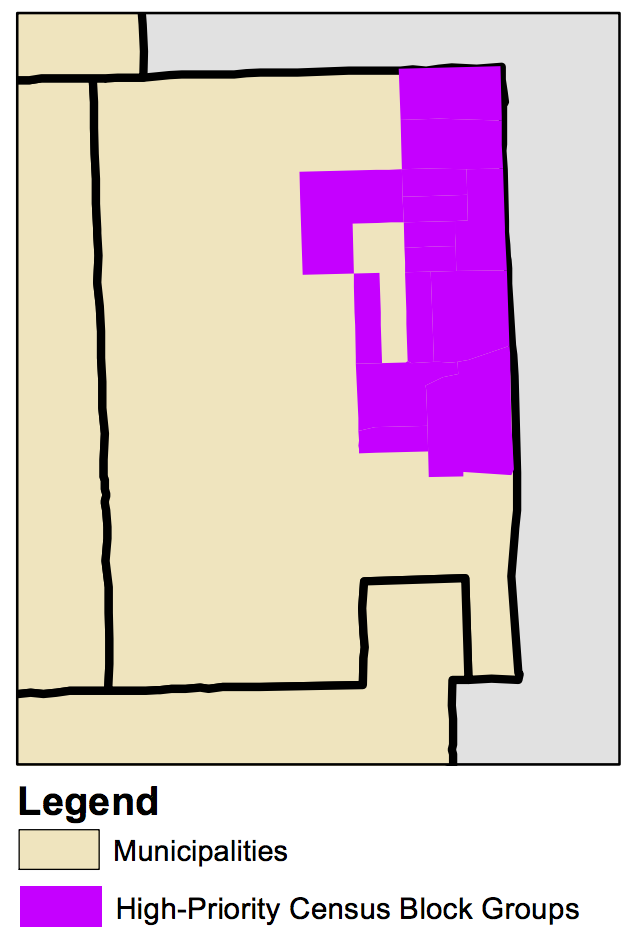 Legend
Municipalities
High-Priority Census Block Groups